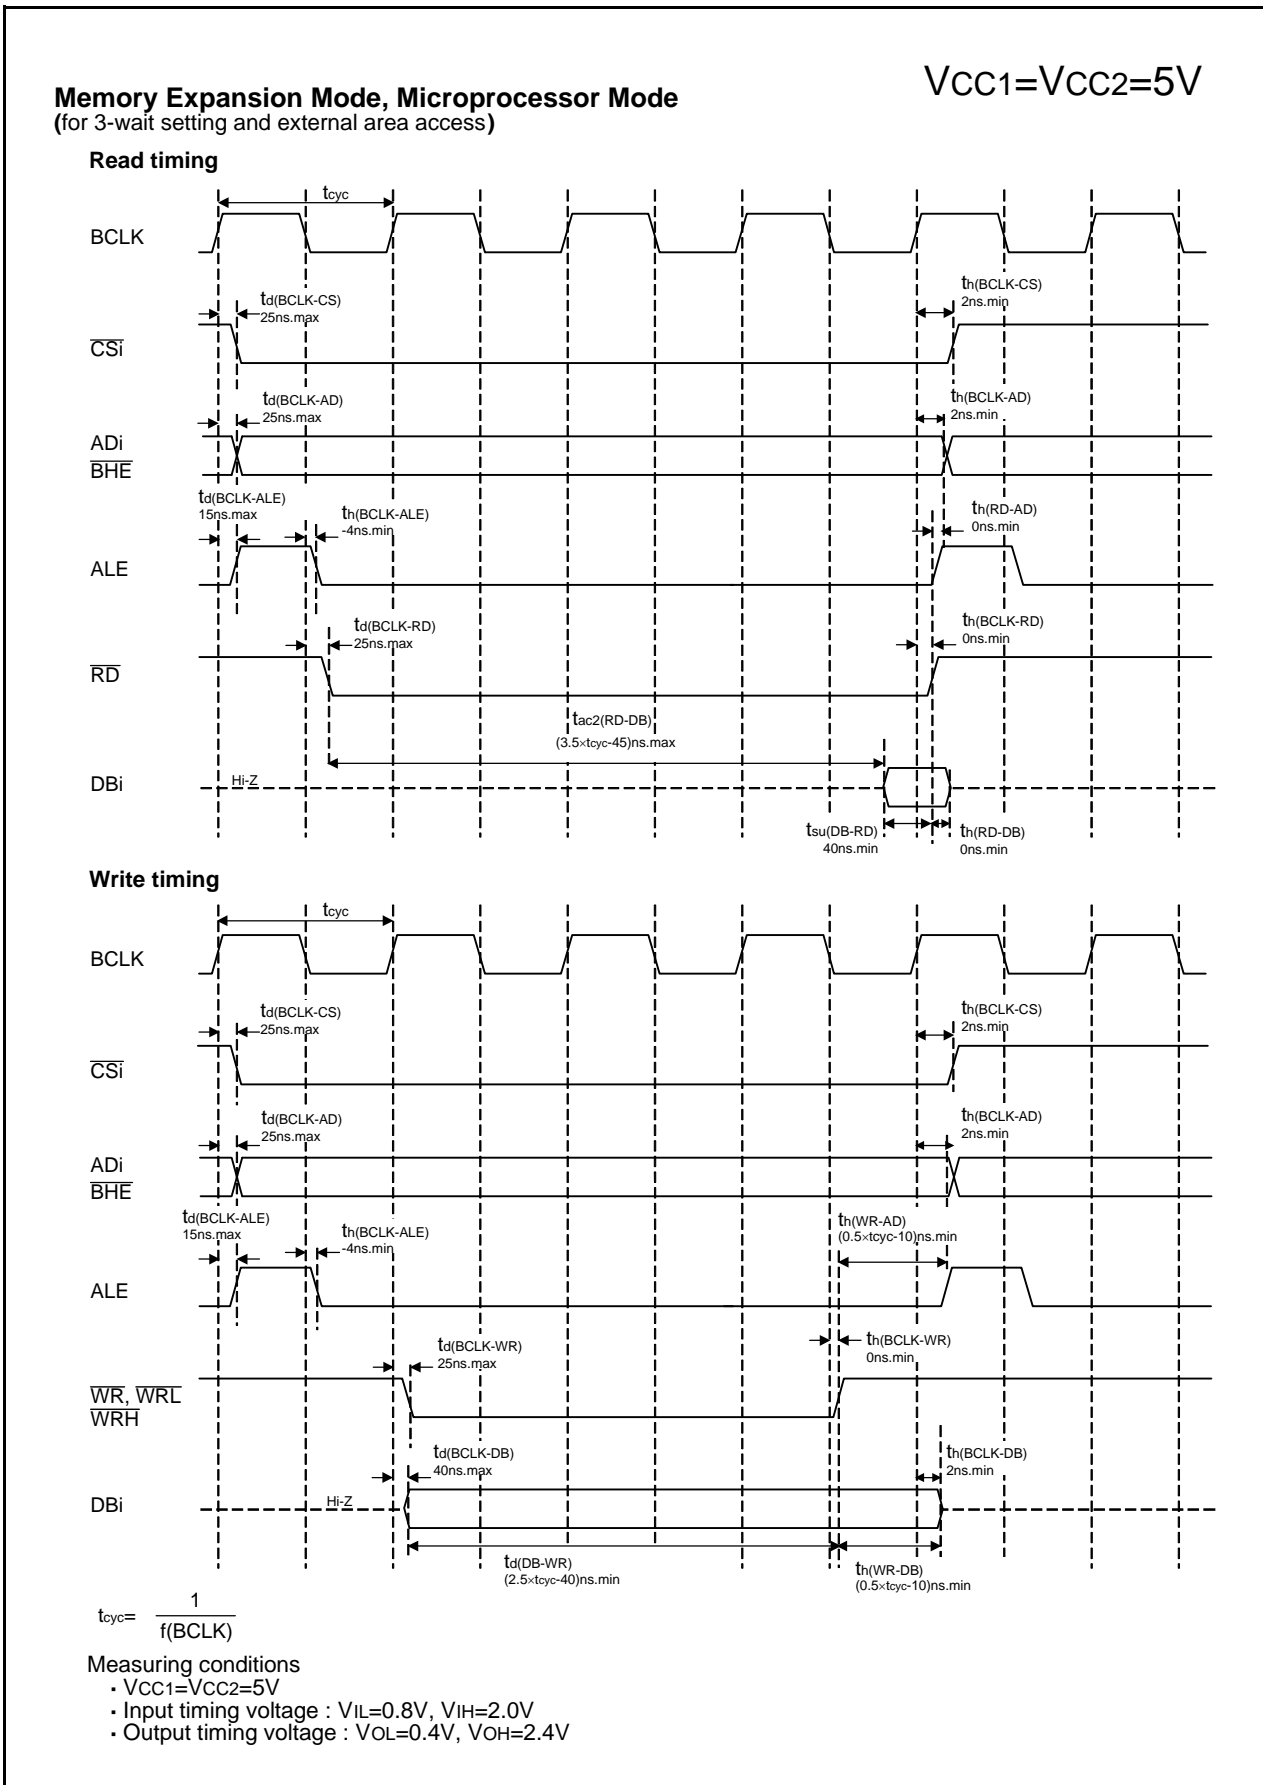 VCC1=VCC2=5V
Memory Expansion Mode, Microprocessor Mode
(for 3-wait setting and external area access)
Read timing
tcyc
BCLK
td(BCLK-CS)
25ns.max
th(BCLK-CS)
2ns.min
CSi
td(BCLK-AD)
25ns.max
th(BCLK-AD)
2ns.min
ADi
BHE
td(BCLK-ALE)
15ns.max
th(BCLK-ALE)
-4ns.min
th(RD-AD)
0ns.min
ALE
td(BCLK-RD)
25ns.max
th(BCLK-RD)
0ns.min
RD
tac2(RD-DB)
(3.5×tcyc-45)ns.max
DBi
Hi-Z
tsu(DB-RD)
40ns.min
th(RD-DB)
0ns.min
Write timing
tcyc
BCLK
td(BCLK-CS)
25ns.max
th(BCLK-CS)
2ns.min
CSi
td(BCLK-AD)
25ns.max
th(BCLK-AD)
2ns.min
ADi
BHE
td(BCLK-ALE)
15ns.max
th(BCLK-ALE)
-4ns.min
th(WR-AD)
(0.5×tcyc-10)ns.min
ALE
td(BCLK-WR)
25ns.max
th(BCLK-WR)
0ns.min
WR, WRL
WRH
td(BCLK-DB)
40ns.max
th(BCLK-DB)
2ns.min
DBi
Hi-Z
td(DB-WR)
(2.5×tcyc-40)ns.min
th(WR-DB)
(0.5×tcyc-10)ns.min
tcyc= 1
f(BCLK)
Measuring conditions
· VCC1=VCC2=5V
· Input timing voltage : VIL=0.8V, VIH=2.0V
· Output timing voltage : VOL=0.4V, VOH=2.4V